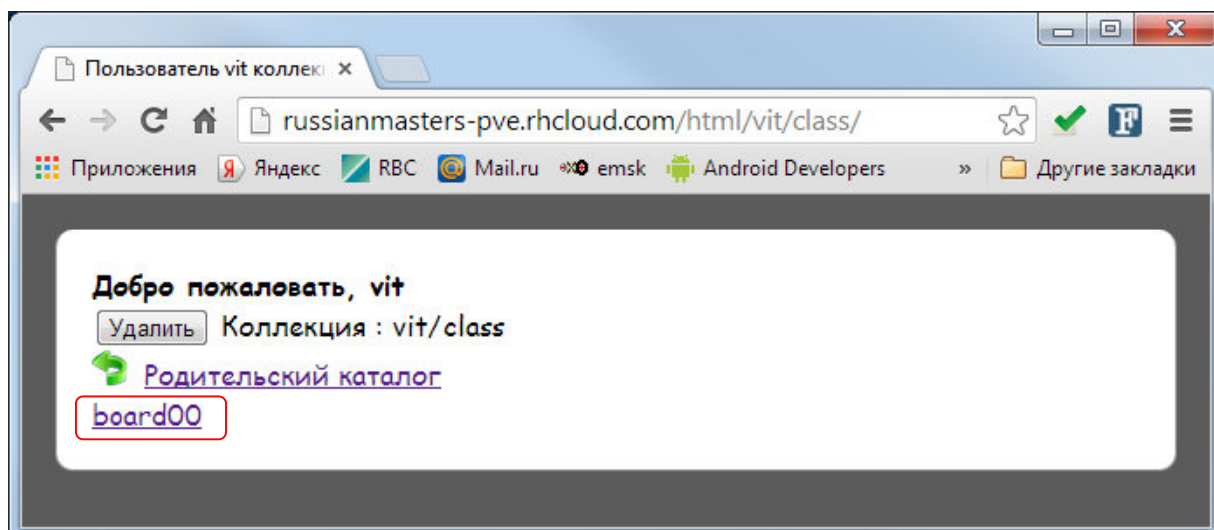 Пользователь vit коллек
russianmasters-pve.rhcloud.com/html/vit/class/
Приложения Яндекс RBC Mail.ru emsk Android Developers » Другие закладки
Добро пожаловать, vit
Удалить Коллекция : vit/class
Родительский каталог
board00